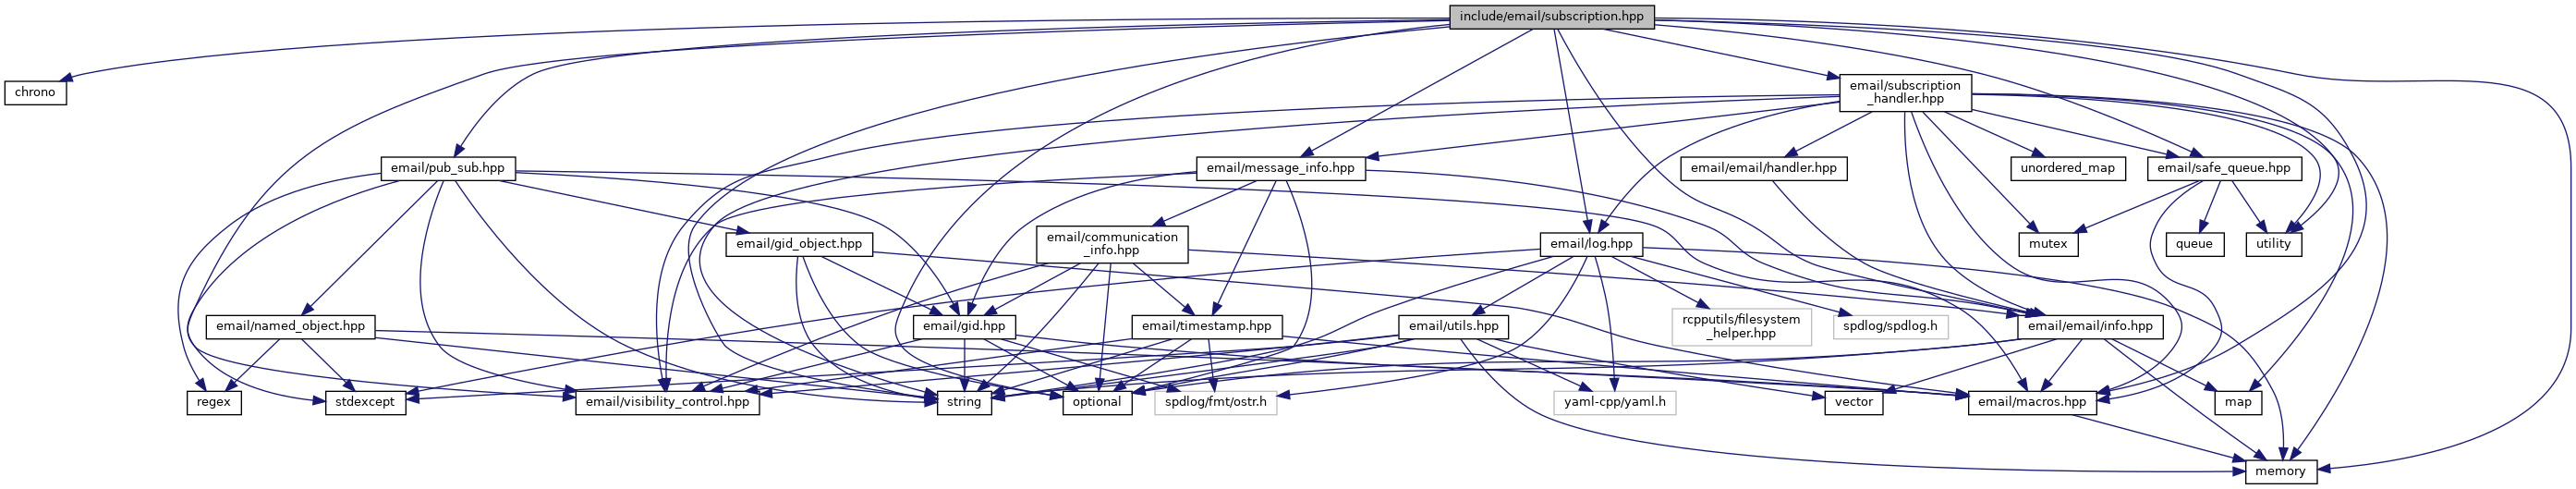 include/email/subscription.hpp
chrono
email/subscription
_handler.hpp
email/pub_sub.hpp
email/message_info.hpp
email/email/handler.hpp
unordered_map
email/safe_queue.hpp
email/gid_object.hpp
email/communication
_info.hpp
email/log.hpp
mutex
queue
utility
email/named_object.hpp
email/gid.hpp
email/timestamp.hpp
email/utils.hpp
rcpputils/filesystem
_helper.hpp
spdlog/spdlog.h
email/email/info.hpp
regex
stdexcept
email/visibility_control.hpp
string
optional
spdlog/fmt/ostr.h
yaml-cpp/yaml.h
vector
email/macros.hpp
map
memory